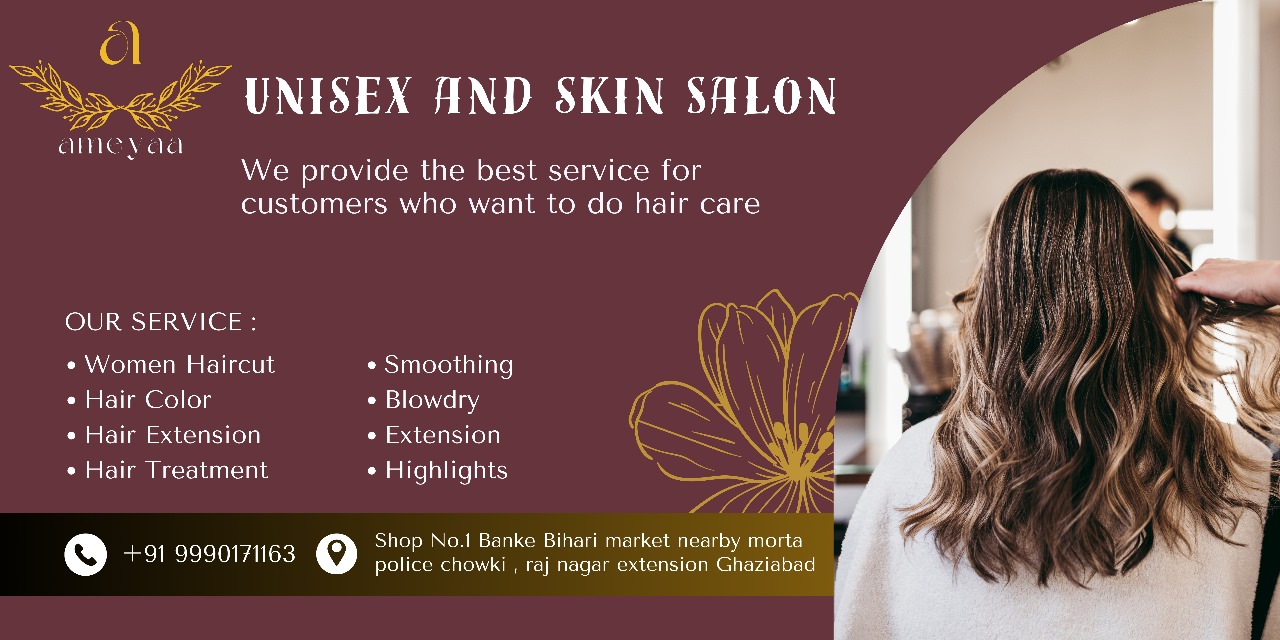 a
ameyaa
UNISEX AND SKIN SALON
We provide the best service for
customers who want to do hair care
OUR SERVICE :
• Women Haircut
• Hair Color
• Hair Extension
• Hair Treatment
• Smoothing
• Blowdry
• Extension
• Highlights
+91 9990171163
Shop No.1 Banke Bihari market nearby morta
police chowki , raj nagar extension Ghaziabad